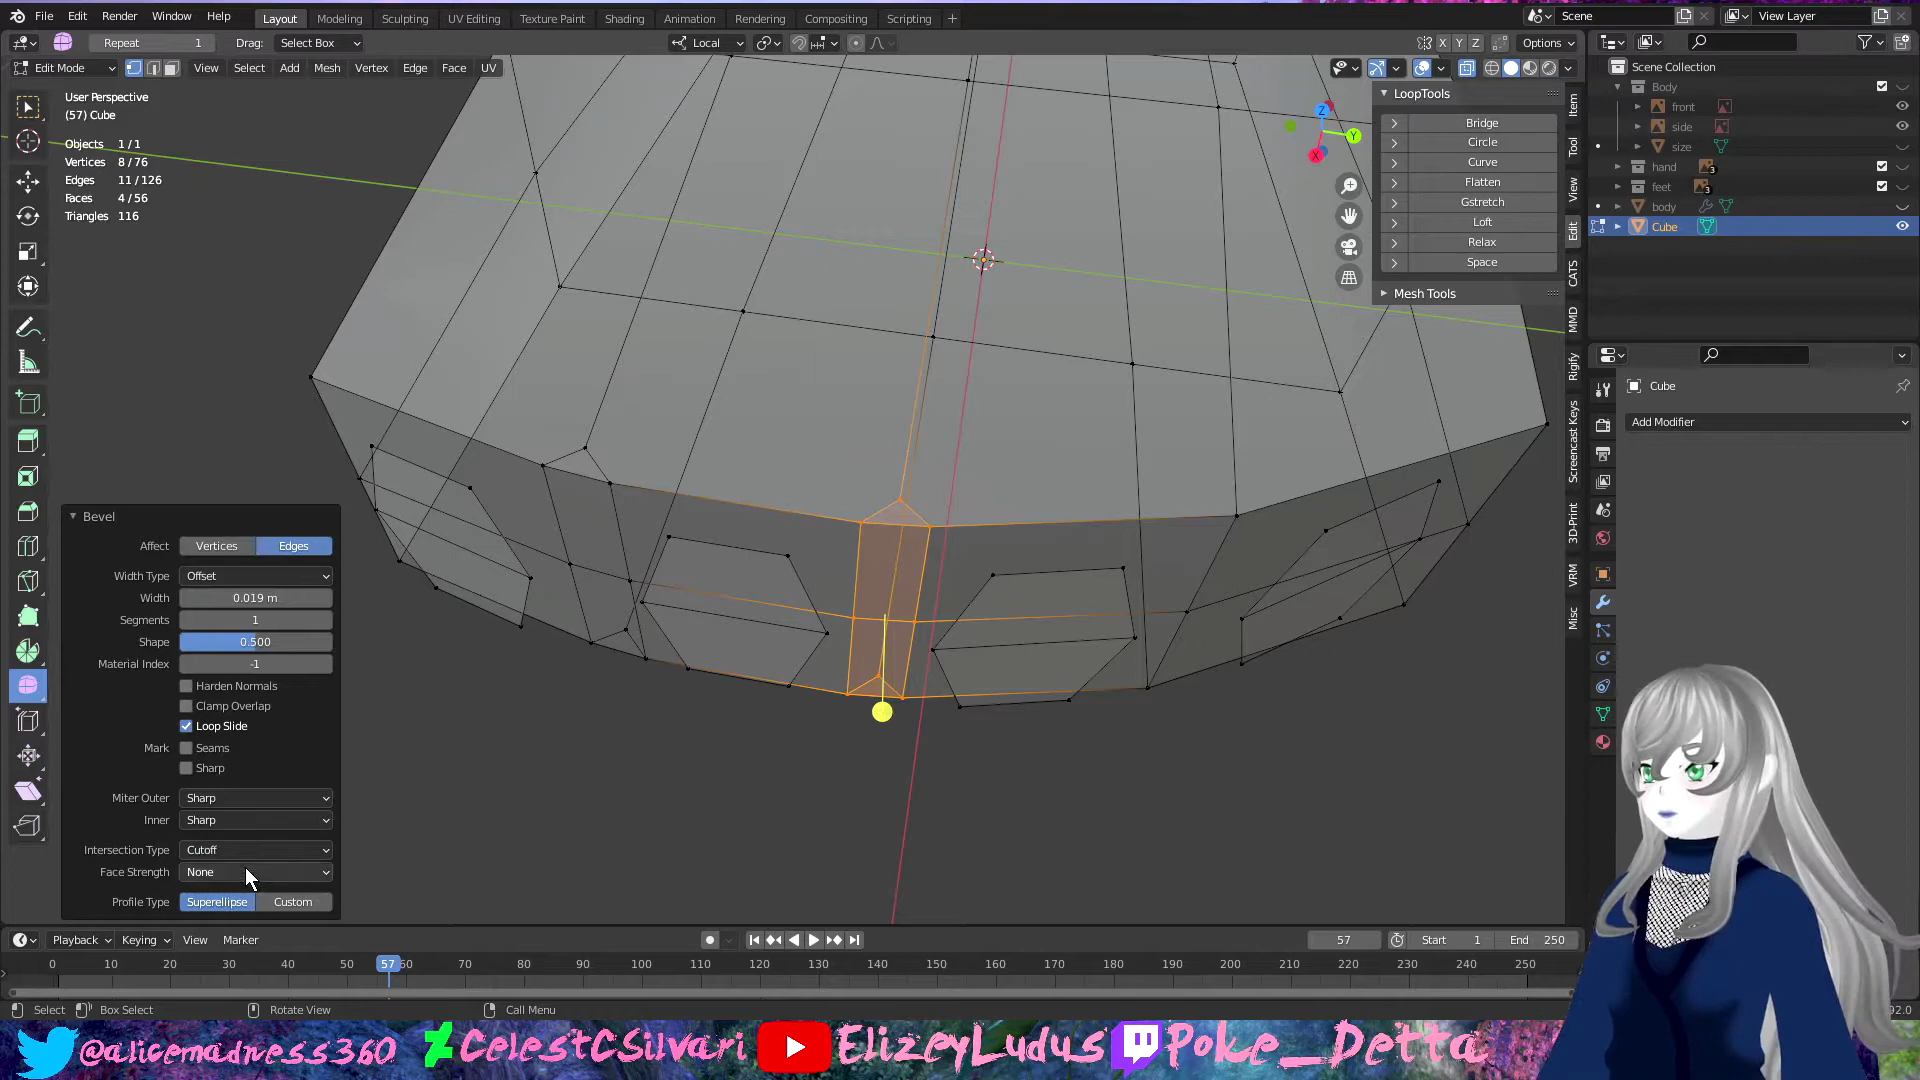 File Edit Render Window Help Layout Modeling Sculpting UV Editing Texture Paint Shading Animation Rendering Compositing Scripting + Scene View Layer
Repeat 1 Drag: Select Box Local X Y Z Options
Edit Mode View Select Add Mesh Vertex Edge Face UV
User Perspective
(57) Cube
Objects 1/1
Vertices 8/76
Edges 11/126
Faces 4/56
Triangles 116
Z
Y
X
LoopTools
Bridge
Circle
Curve
Flatten
Gstretch
Loft
Relax
Space
Mesh Tools
Item
Tool
View
Edit
CATS
MMD
Rigify
Screencast Keys
3D-Print
VRM
Misc
Scene Collection
Body
front
side
size
hand 3
feet 3
body
Cube
Cube
Add Modifier
Bevel
Affect Vertices Edges
Width Type Offset
Width 0.019 m
Segments 1
Shape 0.500
Material Index -1
Harden Normals
Clamp Overlap
Loop Slide
Mark Seams
Sharp
Miter Outer Sharp
Inner Sharp
Intersection Type Cutoff
Face Strength None
Profile Type Superellipse Custom
Playback Keying View Marker 57 Start 1 End 250
0 10 20 30 40 50 57 60 70 80 90 100 110 120 130 140 150 160 170 180 190 200 210 220 230 240 250
Select Box Select Rotate View Call Menu 92.0
@alicemadness360 CelestCSilvari ElizeyLudus Poke__Detta